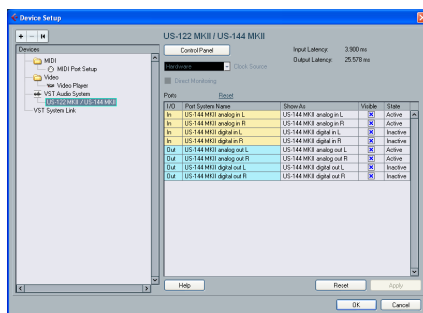 Device Setup
+ - |◄
US-122 MKII / US-144 MKII
Devices
MIDI
MIDI Port Setup
Video
Video Player
VST Audio System
US-122 MKII / US-144 MKII
VST System Link
Control Panel
Input Latency: 3.900 ms
Hardware Clock Source
Output Latency: 25.578 ms
Direct Monitoring
Ports Reset
I/O Port System Name Show As Visible State
In US-144 MKII analog in L US-144 MKII analog in L Active
In US-144 MKII analog in R US-144 MKII analog in R Active
In US-144 MKII digital in L US-144 MKII digital in L Inactive
In US-144 MKII digital in R US-144 MKII digital in R Inactive
Out US-144 MKII analog out L US-144 MKII analog out L Active
Out US-144 MKII analog out R US-144 MKII analog out R Active
Out US-144 MKII digital out L US-144 MKII digital out L Inactive
Out US-144 MKII digital out R US-144 MKII digital out R Inactive
Help Reset Apply
OK Cancel